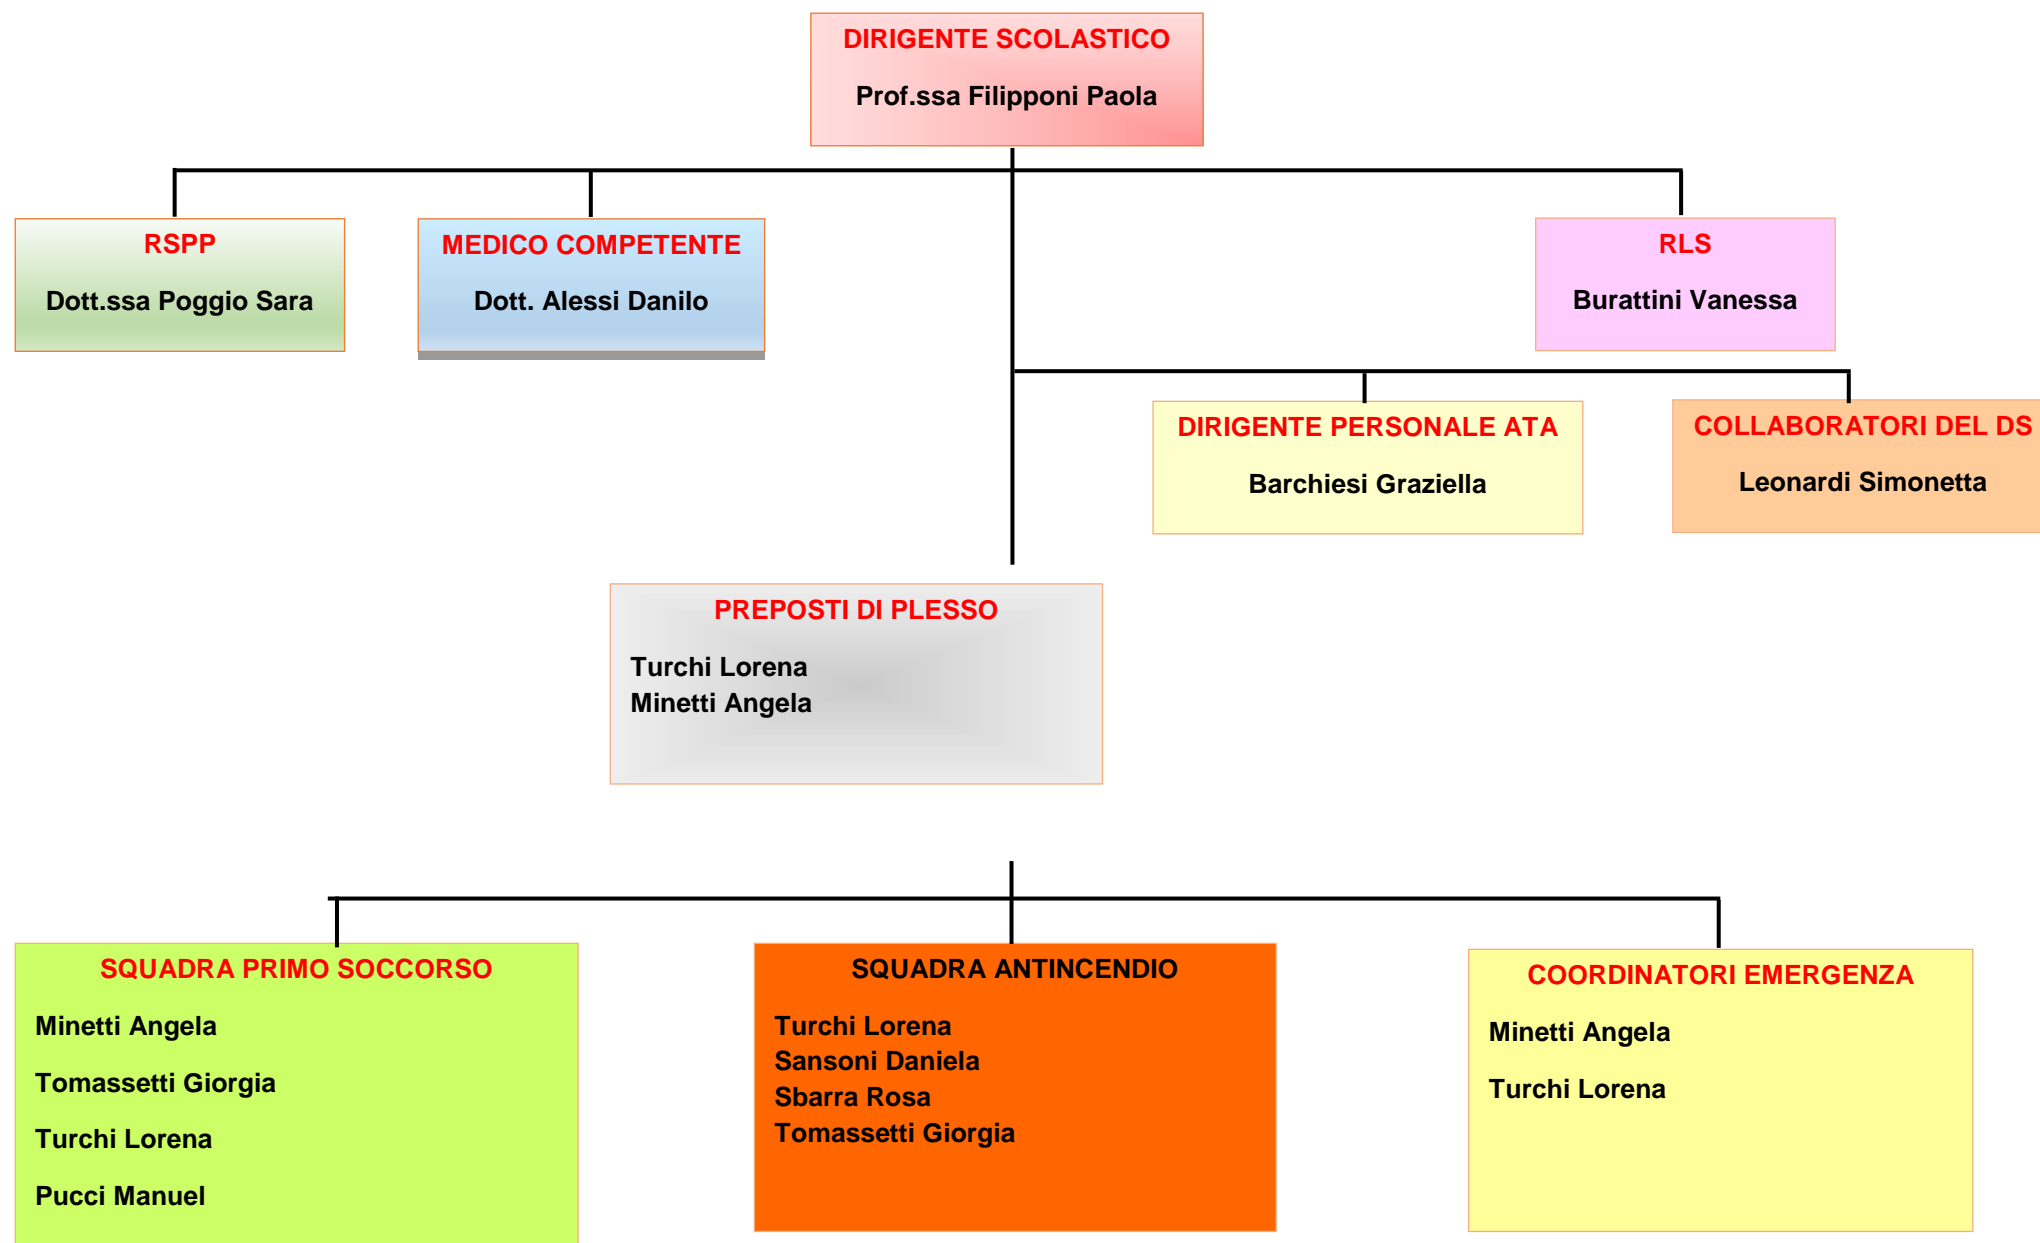 DIRIGENTE SCOLASTICO
Prof.ssa Filipponi Paola
RSPP
Dott.ssa Poggio Sara
MEDICO COMPETENTE
Dott. Alessi Danilo
RLS
Burattini Vanessa
DIRIGENTE PERSONALE ATA
Barchiesi Graziella
COLLABORATORI DEL DS
Leonardi Simonetta
PREPOSTI DI PLESSO
Turchi Lorena
Minetti Angela
SQUADRA PRIMO SOCCORSO
Minetti Angela
Tomassetti Giorgia
Turchi Lorena
Pucci Manuel
SQUADRA ANTINCENDIO
Turchi Lorena
Sansoni Daniela
Sbarra Rosa
Tomassetti Giorgia
COORDINATORI EMERGENZA
Minetti Angela
Turchi Lorena